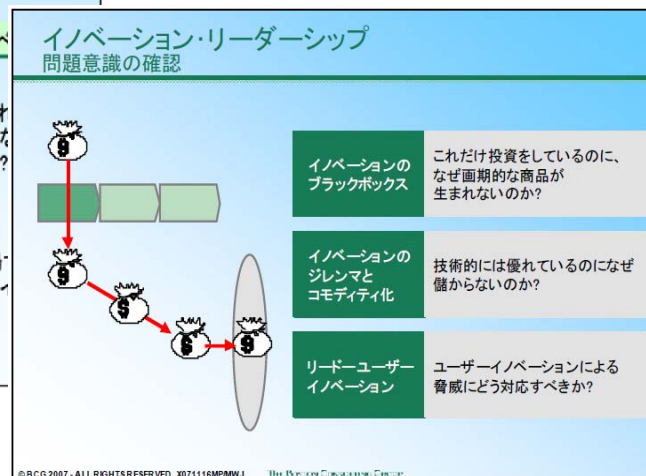 イノベーション・リーダーシップ
問題意識の確認
イノベーションの
ブラックボックス
これだけ投資をしているのに、
なぜ画期的な商品が
生まれないのか?
イノベーションの
ジレンマと
コモディティ化
技術的には優れているのになぜ
儲からないのか?
リードーユーザー
イノベーション
ユーザーイノベーションによる
脅威にどう対応すべきか?
© BCG 2007 - ALL RIGHTS RESERVED
THE BOSTON CONSULTING GROUP